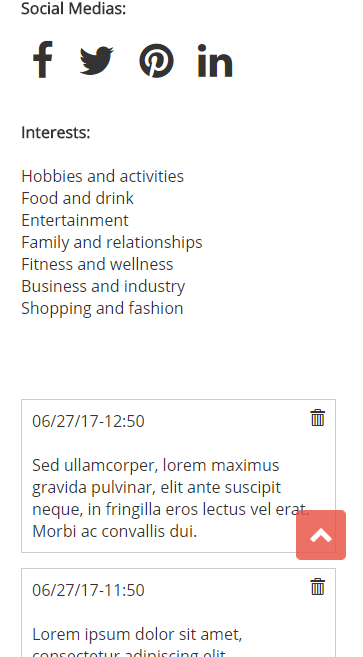 Social Medias:
Interests:
Hobbies and activities
Food and drink
Entertainment
Family and relationships
Fitness and wellness
Business and industry
Shopping and fashion
06/27/17-12:50
Sed ullamcorper, lorem maximus
gravida pulvinar, elit ante suscipit
neque, in fringilla eros lectus vel erat.
Morbi ac convallis dui.
06/27/17-11:50
Lorem ipsum dolor sit amet,
consectetur adipiscing elit